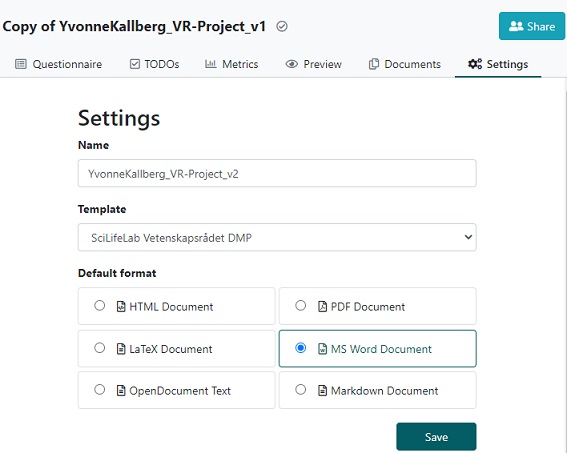 Copy of YvonneKallberg_VR-Project_v1 Share
Questionnaire TODOs Metrics Preview Documents Settings
Settings
Name
YvonneKallberg_VR-Project_v2
Template
SciLifeLab Vetenskapsrådet DMP
Default format
HTML Document PDF Document
LaTeX Document MS Word Document
OpenDocument Text Markdown Document
Save